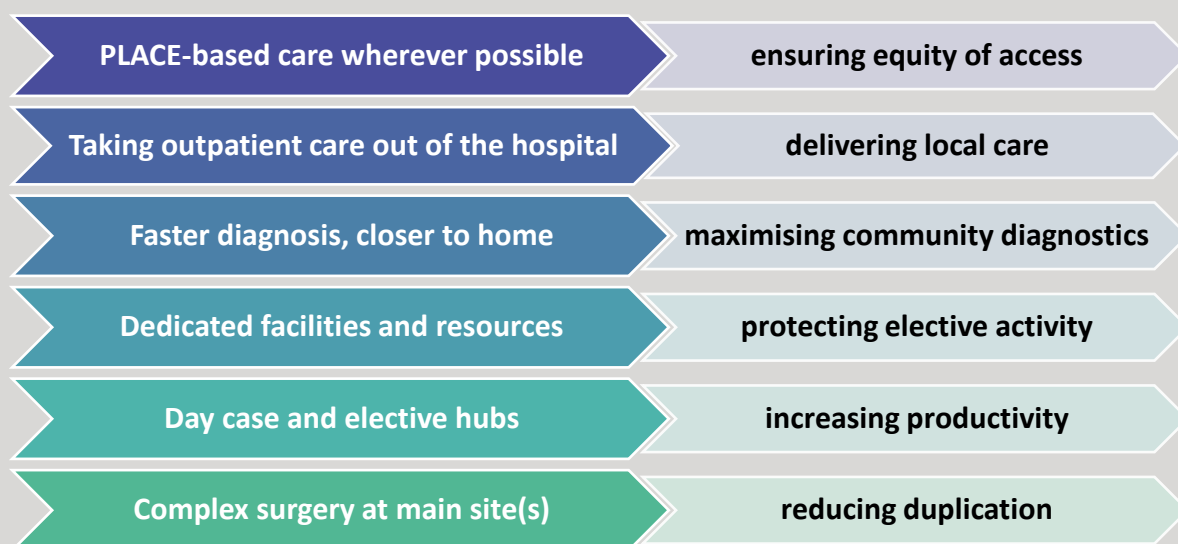 PLACE-based care wherever possible
ensuring equity of access
Taking outpatient care out of the hospital
delivering local care
Faster diagnosis, closer to home
maximising community diagnostics
Dedicated facilities and resources
protecting elective activity
Day case and elective hubs
increasing productivity
Complex surgery at main site(s)
reducing duplication